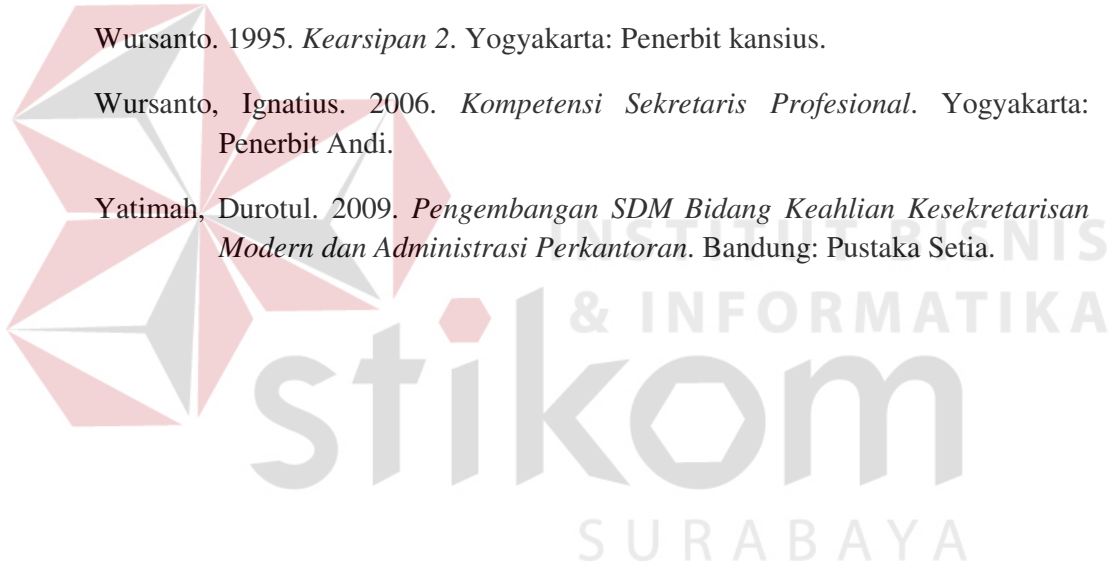 Wursanto. 1995. Kearsipan 2. Yogyakarta: Penerbit kansius.
Wursanto, Ignatius. 2006. Kompetensi Sekretaris Profesional. Yogyakarta:
Penerbit Andi.
Yatimah, Durotul. 2009. Pengembangan SDM Bidang Keahlian Kesekretarisan
Modern dan Administrasi Perkantoran. Bandung: Pustaka Setia.
INSTITUT BISNIS
& INFORMATIKA
stikom
SURABAYA